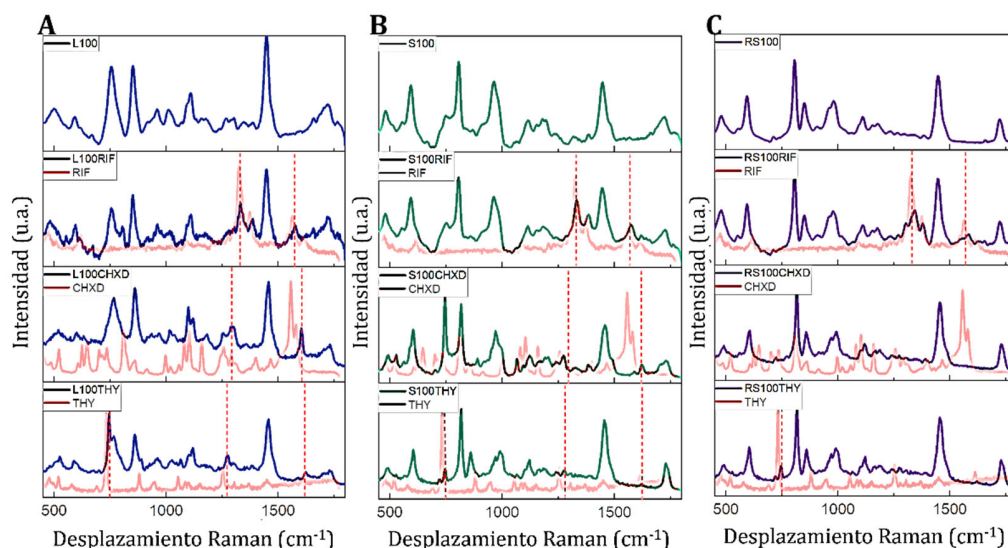 A
B
C
L100
S100
RS100
L100RIF
RIF
S100RIF
RIF
RS100RIF
RIF
L100CHXD
CHXD
S100CHXD
CHXD
RS100CHXD
CHXD
L100THY
THY
S100THY
THY
RS100THY
THY
Intensidad (u.a.)
Intensidad (u.a.)
Intensidad (u.a.)
500 1000 1500
500 1000 1500
500 1000 1500
Desplazamiento Raman (cm⁻¹)
Desplazamiento Raman (cm⁻¹)
Desplazamiento Raman (cm⁻¹)